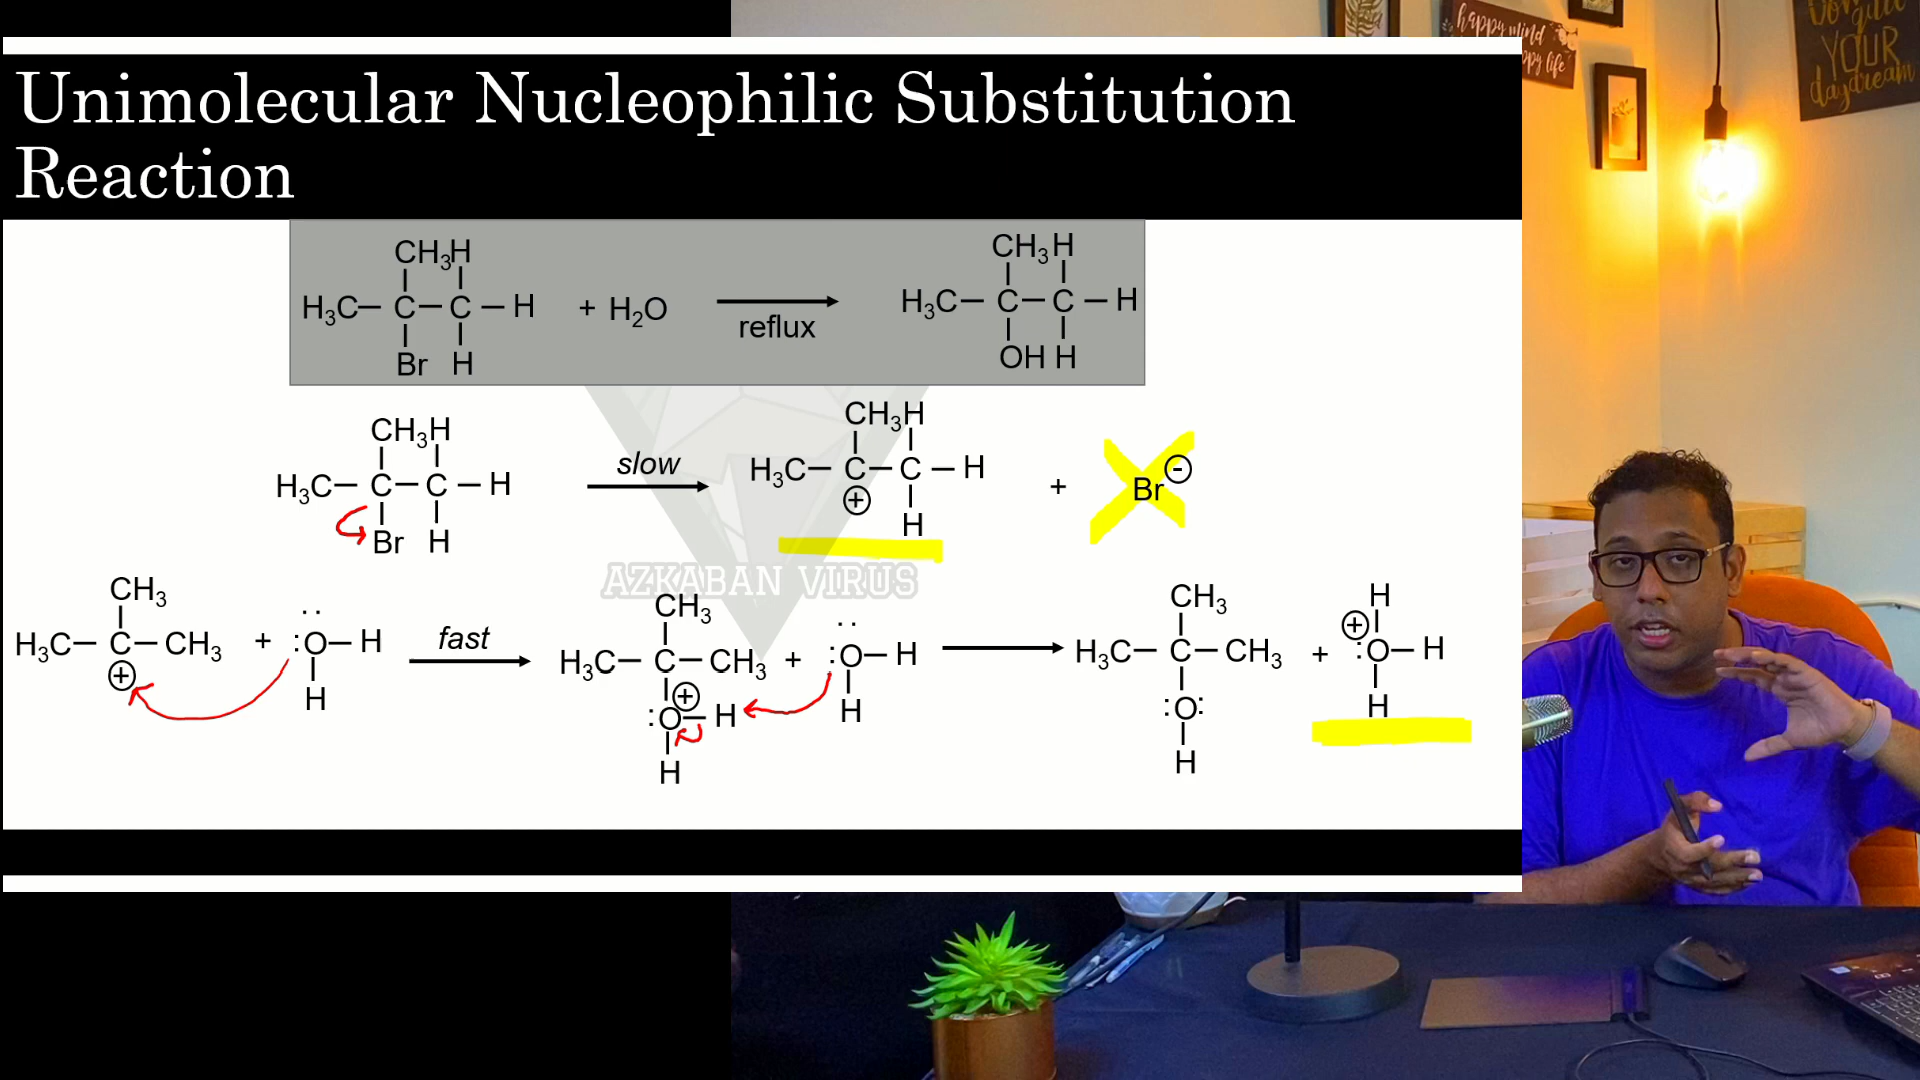 Unimolecular Nucleophilic Substitution
Reaction
CH3 H
H3C— C — C — H
Br H
+ H2O
reflux
CH3 H
H3C— C — C — H
OH H
CH3 H
H3C— C — C — H
Br H
slow
CH3 H
H3C— C — C — H
⊕
H
+
Br ⊖
AZKABAN VIRUS
CH3
H3C— C — CH3
⊕
+
:O — H
H
fast
CH3
H3C— C — CH3
⊕
:O — H
H
+
:O — H
H
CH3
H3C— C — CH3
:O:
H
+
H
⊕
:O — H
H
happy mind
happy life
YOUR
daydream